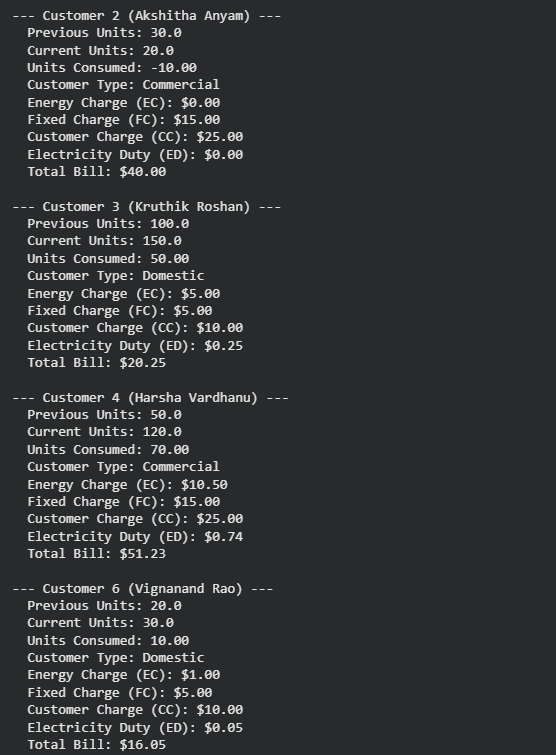 --- Customer 2 (Akshitha Anyam) ---
Previous Units: 30.0
Current Units: 20.0
Units Consumed: -10.00
Customer Type: Commercial
Energy Charge (EC): $0.00
Fixed Charge (FC): $15.00
Customer Charge (CC): $25.00
Electricity Duty (ED): $0.00
Total Bill: $40.00
--- Customer 3 (Kruthik Roshan) ---
Previous Units: 100.0
Current Units: 150.0
Units Consumed: 50.00
Customer Type: Domestic
Energy Charge (EC): $5.00
Fixed Charge (FC): $5.00
Customer Charge (CC): $10.00
Electricity Duty (ED): $0.25
Total Bill: $20.25
--- Customer 4 (Harsha Vardhanu) ---
Previous Units: 50.0
Current Units: 120.0
Units Consumed: 70.00
Customer Type: Commercial
Energy Charge (EC): $10.50
Fixed Charge (FC): $15.00
Customer Charge (CC): $25.00
Electricity Duty (ED): $0.74
Total Bill: $51.23
--- Customer 6 (Vignanand Rao) ---
Previous Units: 20.0
Current Units: 30.0
Units Consumed: 10.00
Customer Type: Domestic
Energy Charge (EC): $1.00
Fixed Charge (FC): $5.00
Customer Charge (CC): $10.00
Electricity Duty (ED): $0.05
Total Bill: $16.05